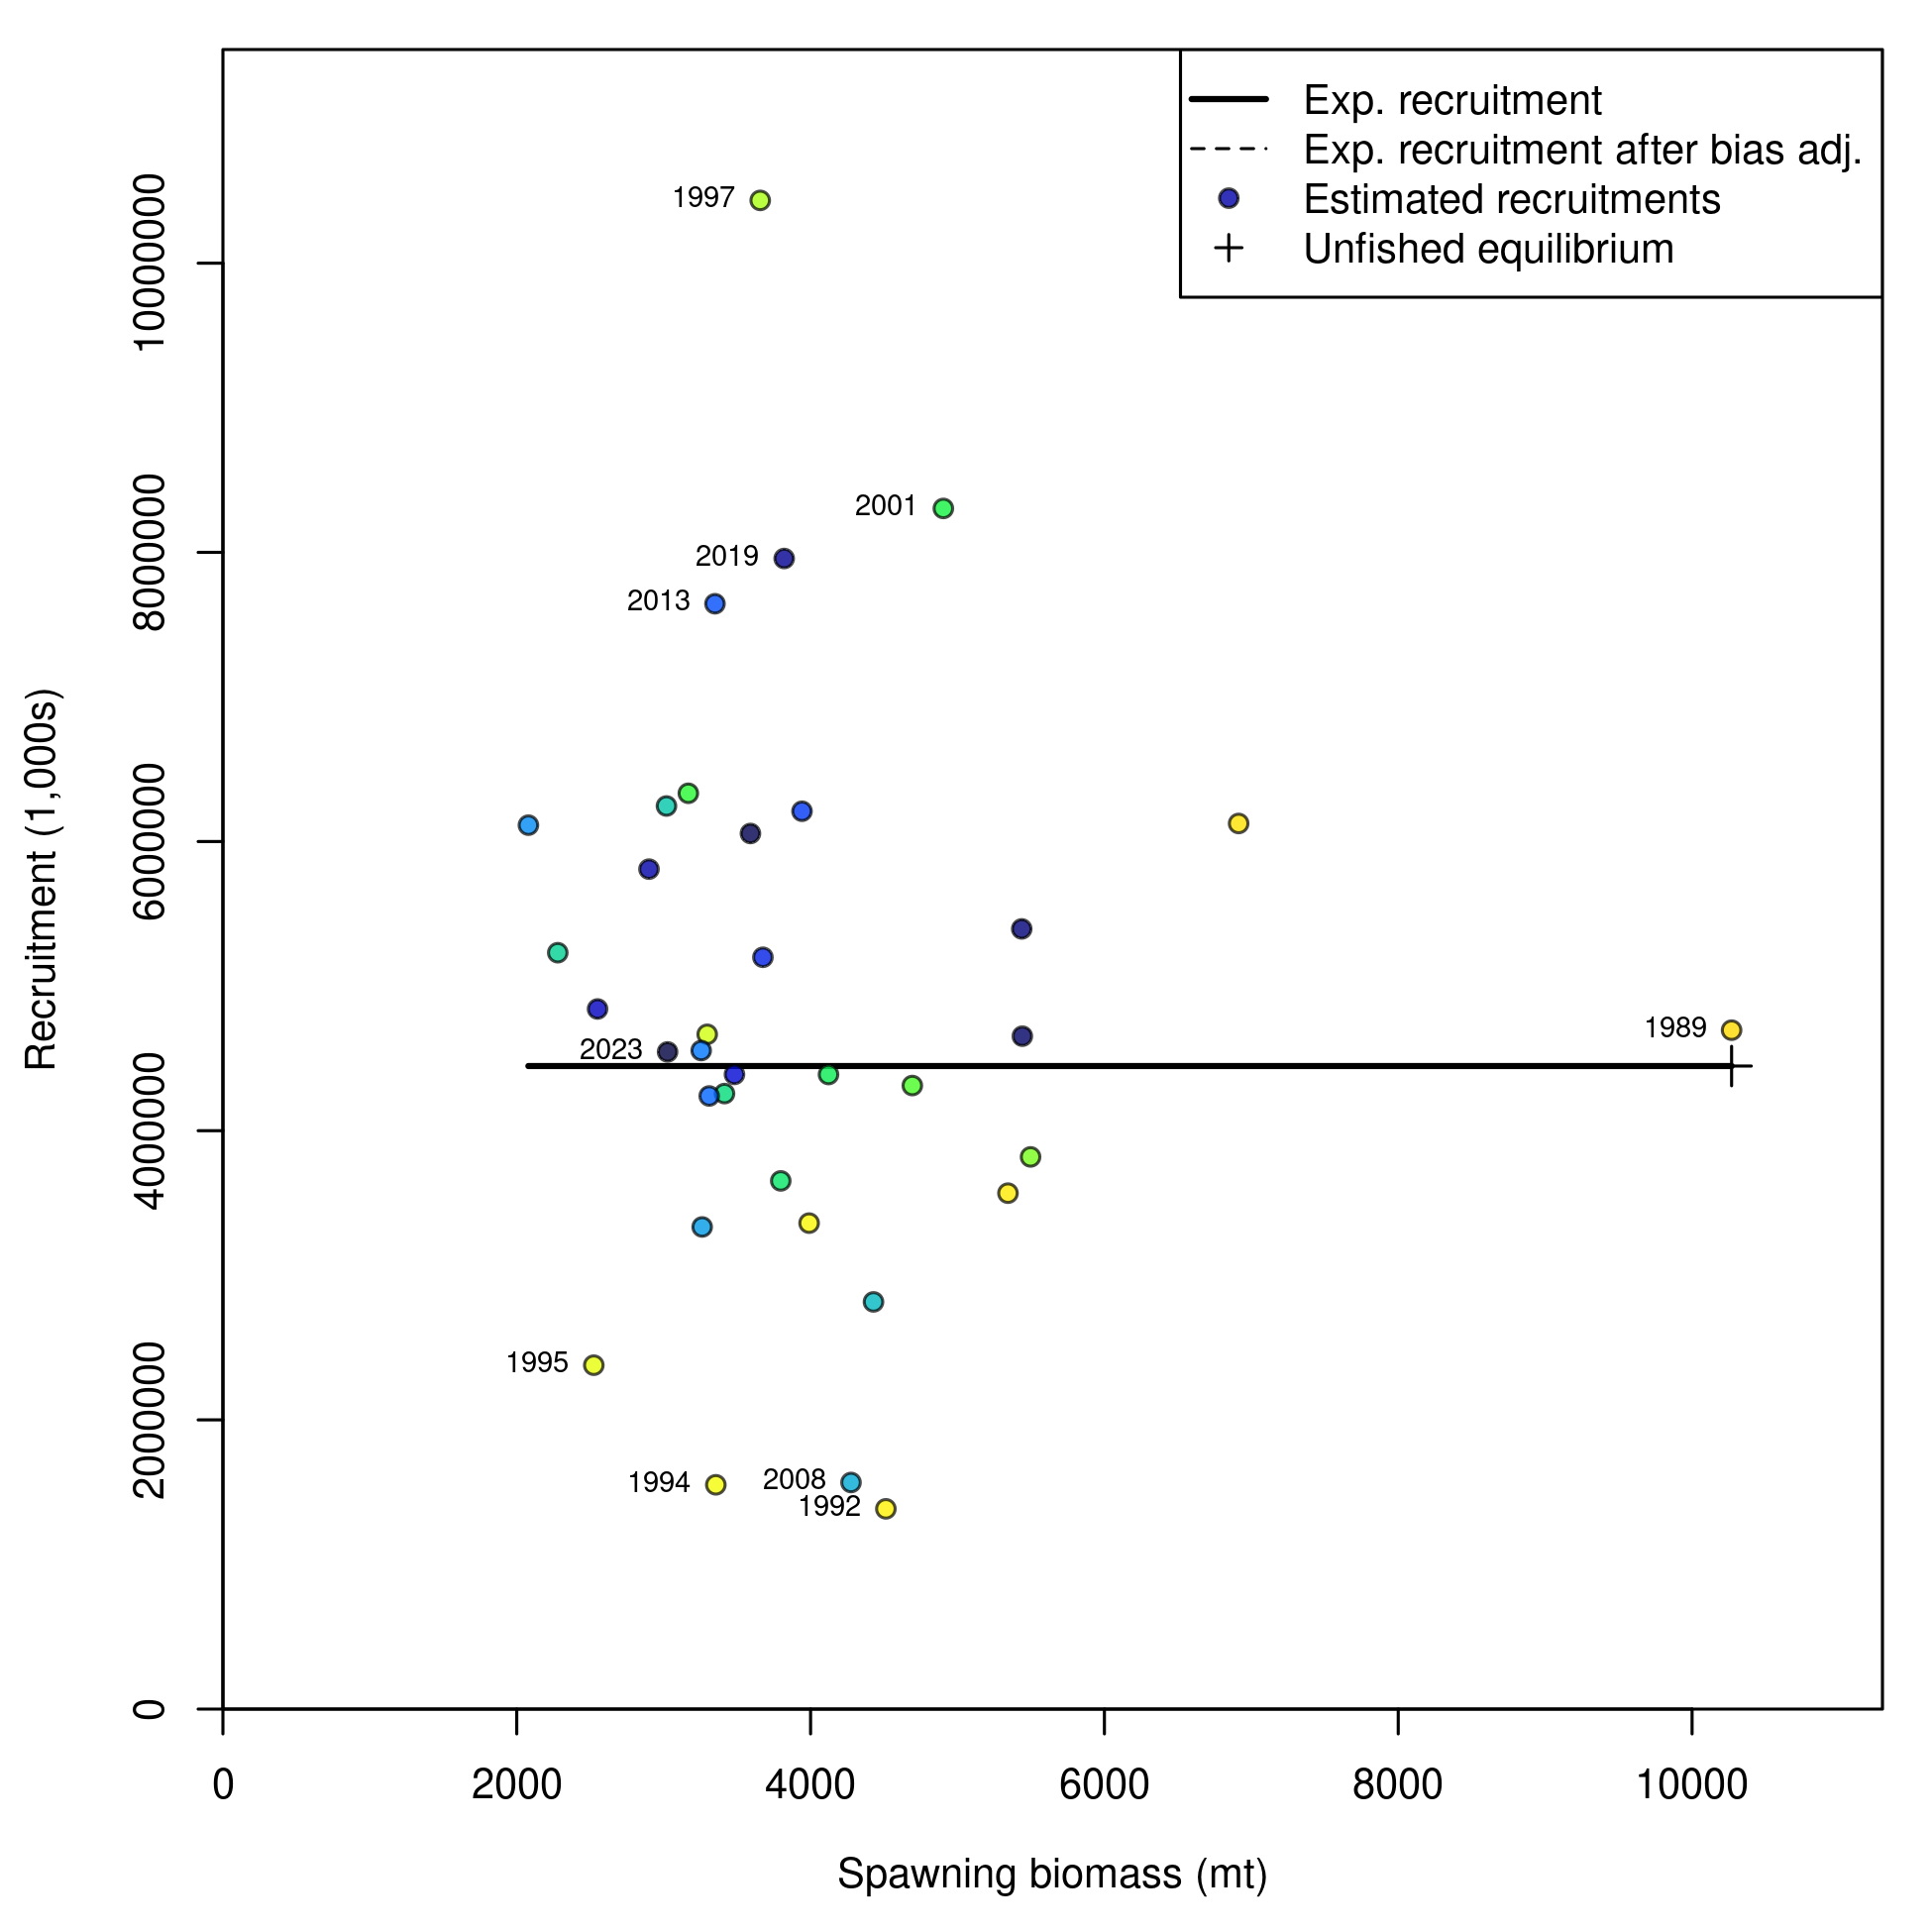 Exp. recruitment
Exp. recruitment after bias adj.
Estimated recruitments
Unfished equilibrium
1997
2001
2019
2013
1989
2023
1995
1994
2008
1992
Recruitment (1,000s)
10000000
8000000
6000000
4000000
2000000
0
0 2000 4000 6000 8000 10000
Spawning biomass (mt)